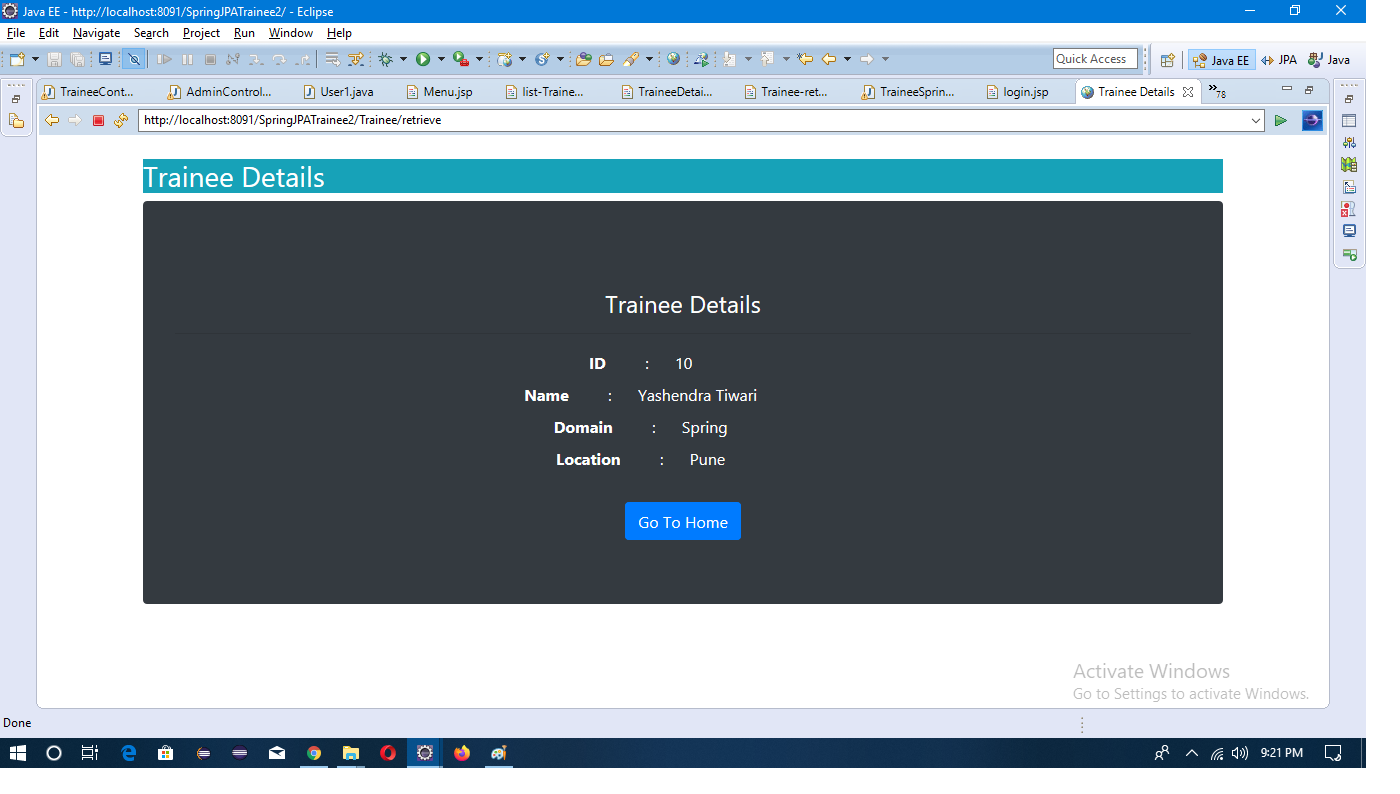 Java EE - http://localhost:8091/SpringJPATrainee2/ - Eclipse
File Edit Navigate Search Project Run Window Help
Quick Access Java EE JPA Java
TraineeCont... AdminControl... User1.java Menu.jsp list-Traine... TraineeDetai... Trainee-ret... TraineeSprin... login.jsp Trainee Details »78
http://localhost:8091/SpringJPATrainee2/Trainee/retrieve
Trainee Details
Trainee Details
ID : 10
Name : Yashendra Tiwari
Domain : Spring
Location : Pune
Go To Home
Activate Windows
Go to Settings to activate Windows.
Done
9:21 PM